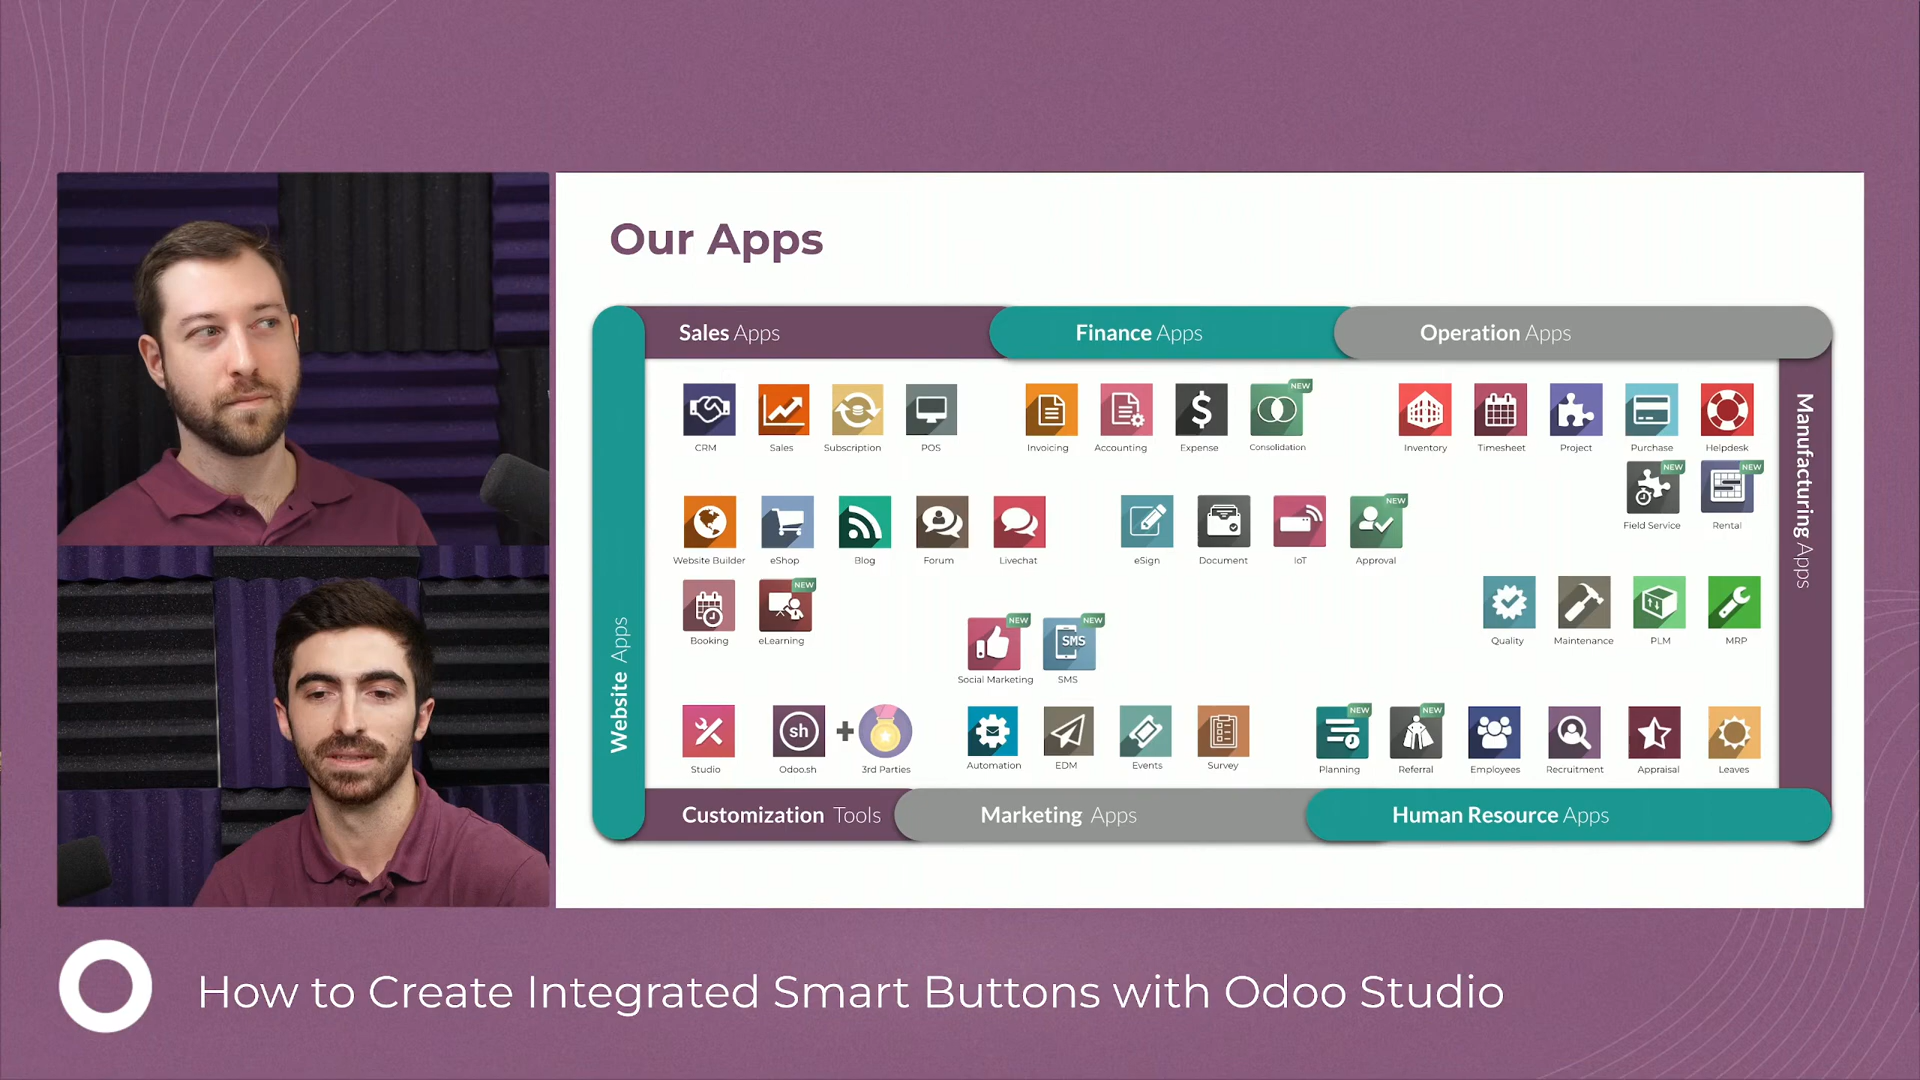 Our Apps
Sales Apps
Finance Apps
Operation Apps
CRM
Sales
Subscription
POS
Invoicing
Accounting
Expense
NEW
Consolidation
Inventory
Timesheet
Project
Purchase
Helpdesk
NEW
Field Service
NEW
Rental
Manufacturing Apps
Website Apps
Website Builder
eShop
Blog
Forum
Livechat
eSign
Document
IoT
NEW
Approval
Booking
NEW
eLearning
NEW
Social Marketing
SMS
NEW
SMS
Quality
Maintenance
PLM
MRP
Studio
sh
Odoo.sh
+
3rd Parties
Automation
EDM
Events
Survey
NEW
Planning
NEW
Referral
Employees
Recruitment
Appraisal
Leaves
Customization Tools
Marketing Apps
Human Resource Apps
How to Create Integrated Smart Buttons with Odoo Studio